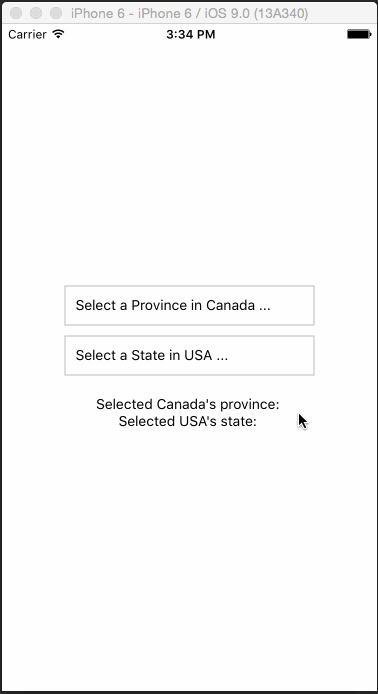 iPhone 6 - iPhone 6 / iOS 9.0 (13A340)
Carrier 3:34 PM
Select a Province in Canada ...
Select a State in USA ...
Selected Canada's province:
Selected USA's state: